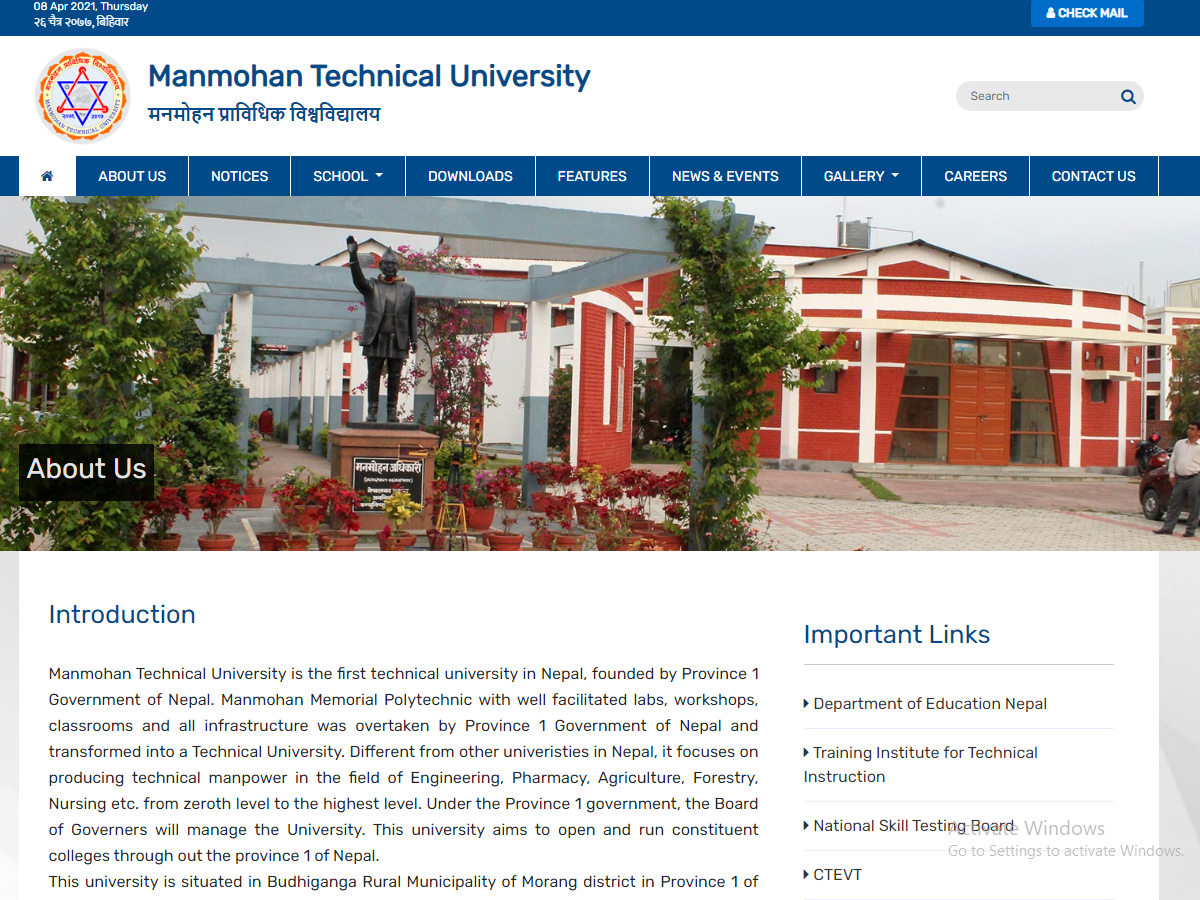 08 Apr 2021, Thursday
२६ चैत्र २०७७, बिहिवार
CHECK MAIL
मनमोहन प्राविधिक विश्वविद्यालय
२०७६ 2019
MANMOHAN TECHNICAL UNIVERSITY
Manmohan Technical University
मनमोहन प्राविधिक विश्वविद्यालय
Search
ABOUT US
NOTICES
SCHOOL
DOWNLOADS
FEATURES
NEWS & EVENTS
GALLERY
CAREERS
CONTACT US
मनमोहन अधिकारी
About Us
Introduction
Manmohan Technical University is the first technical university in Nepal, founded by Province 1
Government of Nepal. Manmohan Memorial Polytechnic with well facilitated labs, workshops,
classrooms and all infrastructure was overtaken by Province 1 Government of Nepal and
transformed into a Technical University. Different from other univeristies in Nepal, it focuses on
producing technical manpower in the field of Engineering, Pharmacy, Agriculture, Forestry,
Nursing etc. from zeroth level to the highest level. Under the Province 1 government, the Board
of Governers will manage the University. This university aims to open and run constituent
colleges through out the province 1 of Nepal.
This university is situated in Budhiganga Rural Municipality of Morang district in Province 1 of
Important Links
Department of Education Nepal
Training Institute for Technical
Instruction
National Skill Testing Board
CTEVT
Activate Windows
Go to Settings to activate Windows.